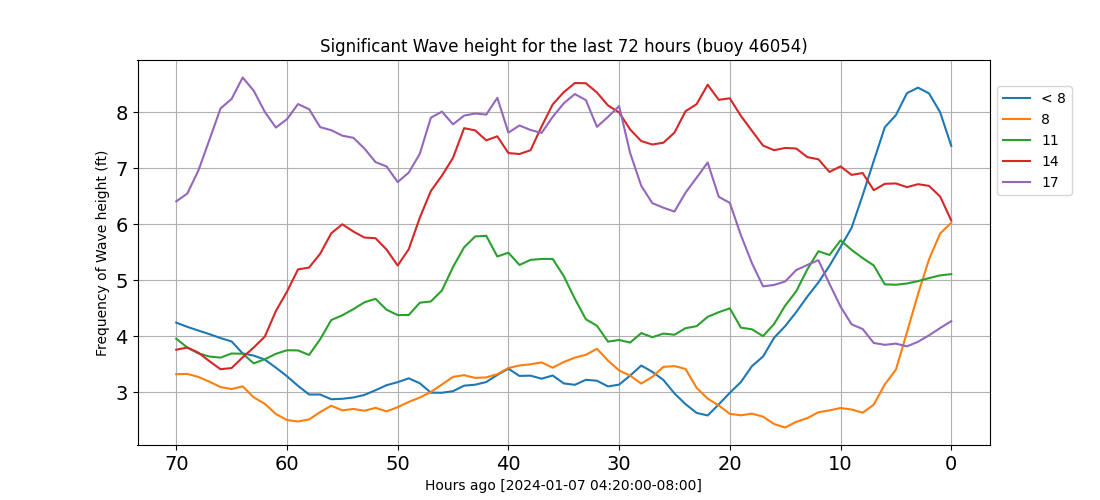 Significant Wave height for the last 72 hours (buoy 46054)
Frequency of Wave height (ft)
8
7
6
5
4
3
70 60 50 40 30 20 10 0
Hours ago [2024-01-07 04:20:00-08:00]
< 8
8
11
14
17